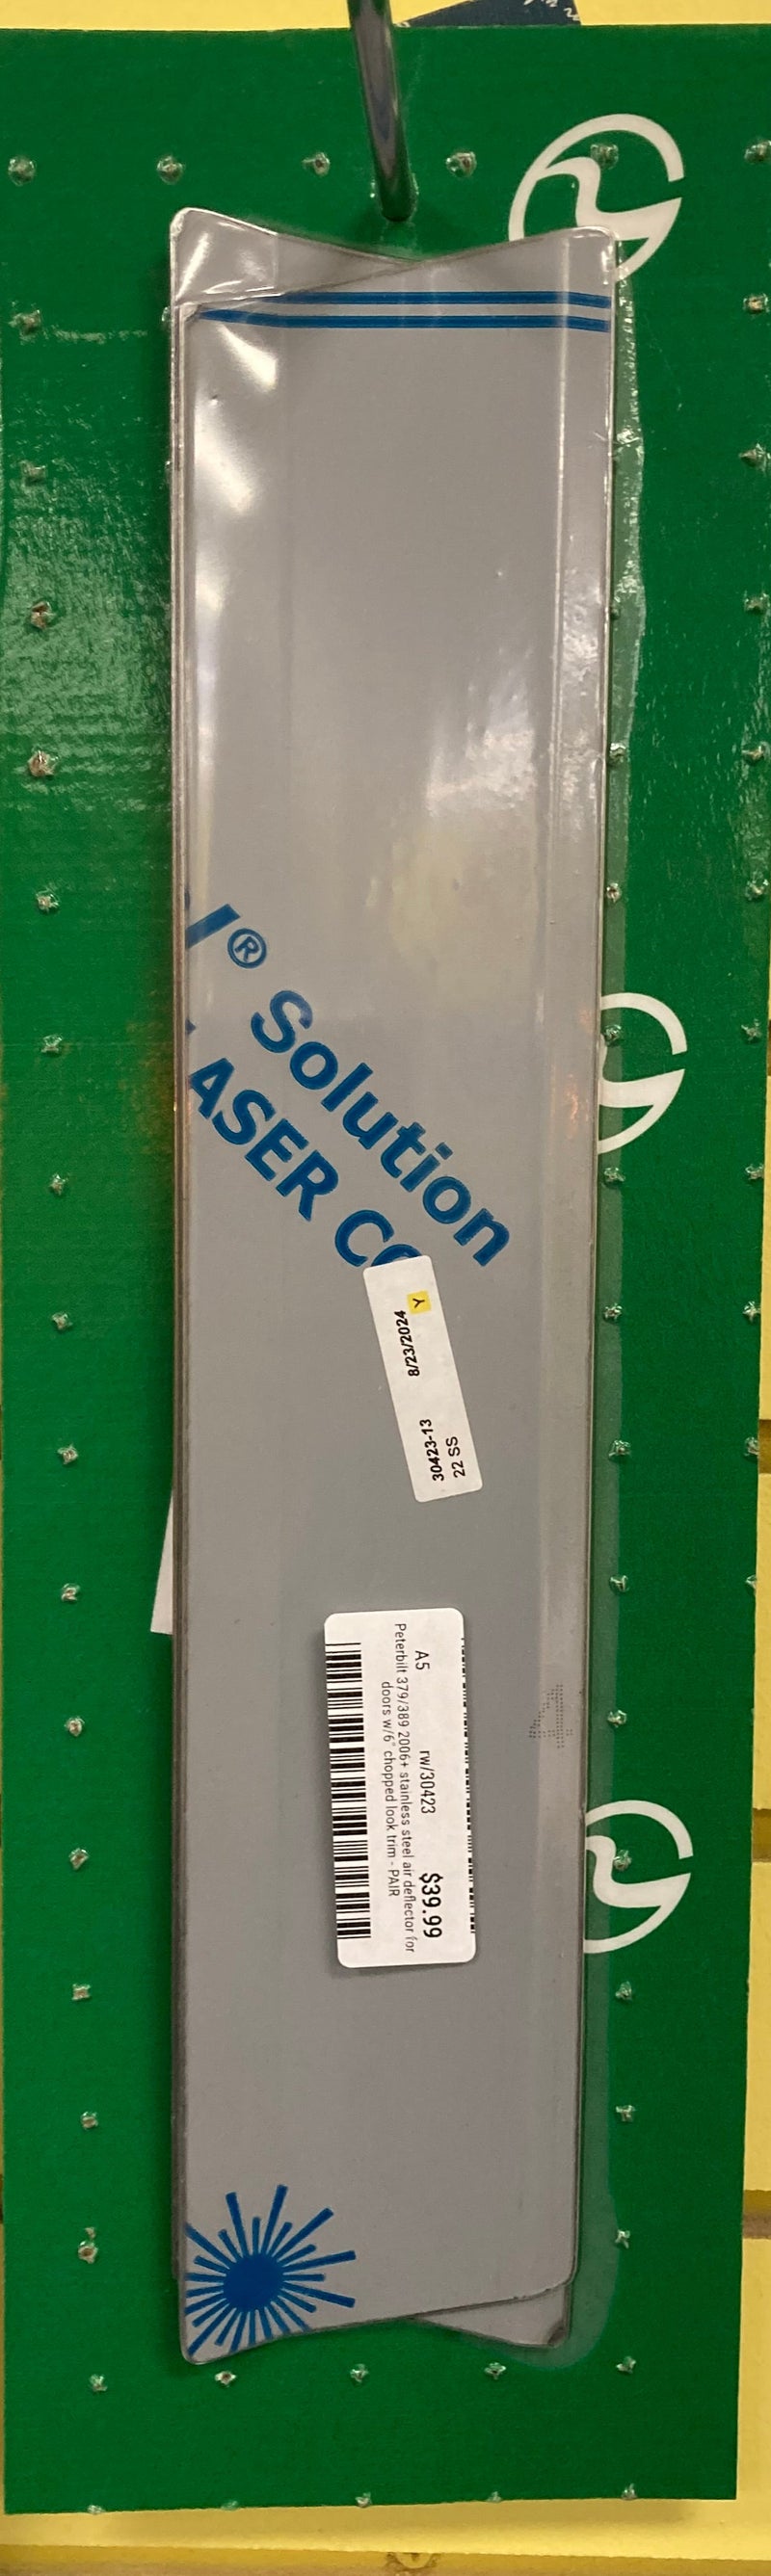 l® Solution
ASER CO
8/23/2024 Y
30423-13
22 SS
A5 rw/30423 $39.99
Peterbilt 379/389 2006+ stainless steel air deflector for
doors w/6" chopped look trim - PAIR